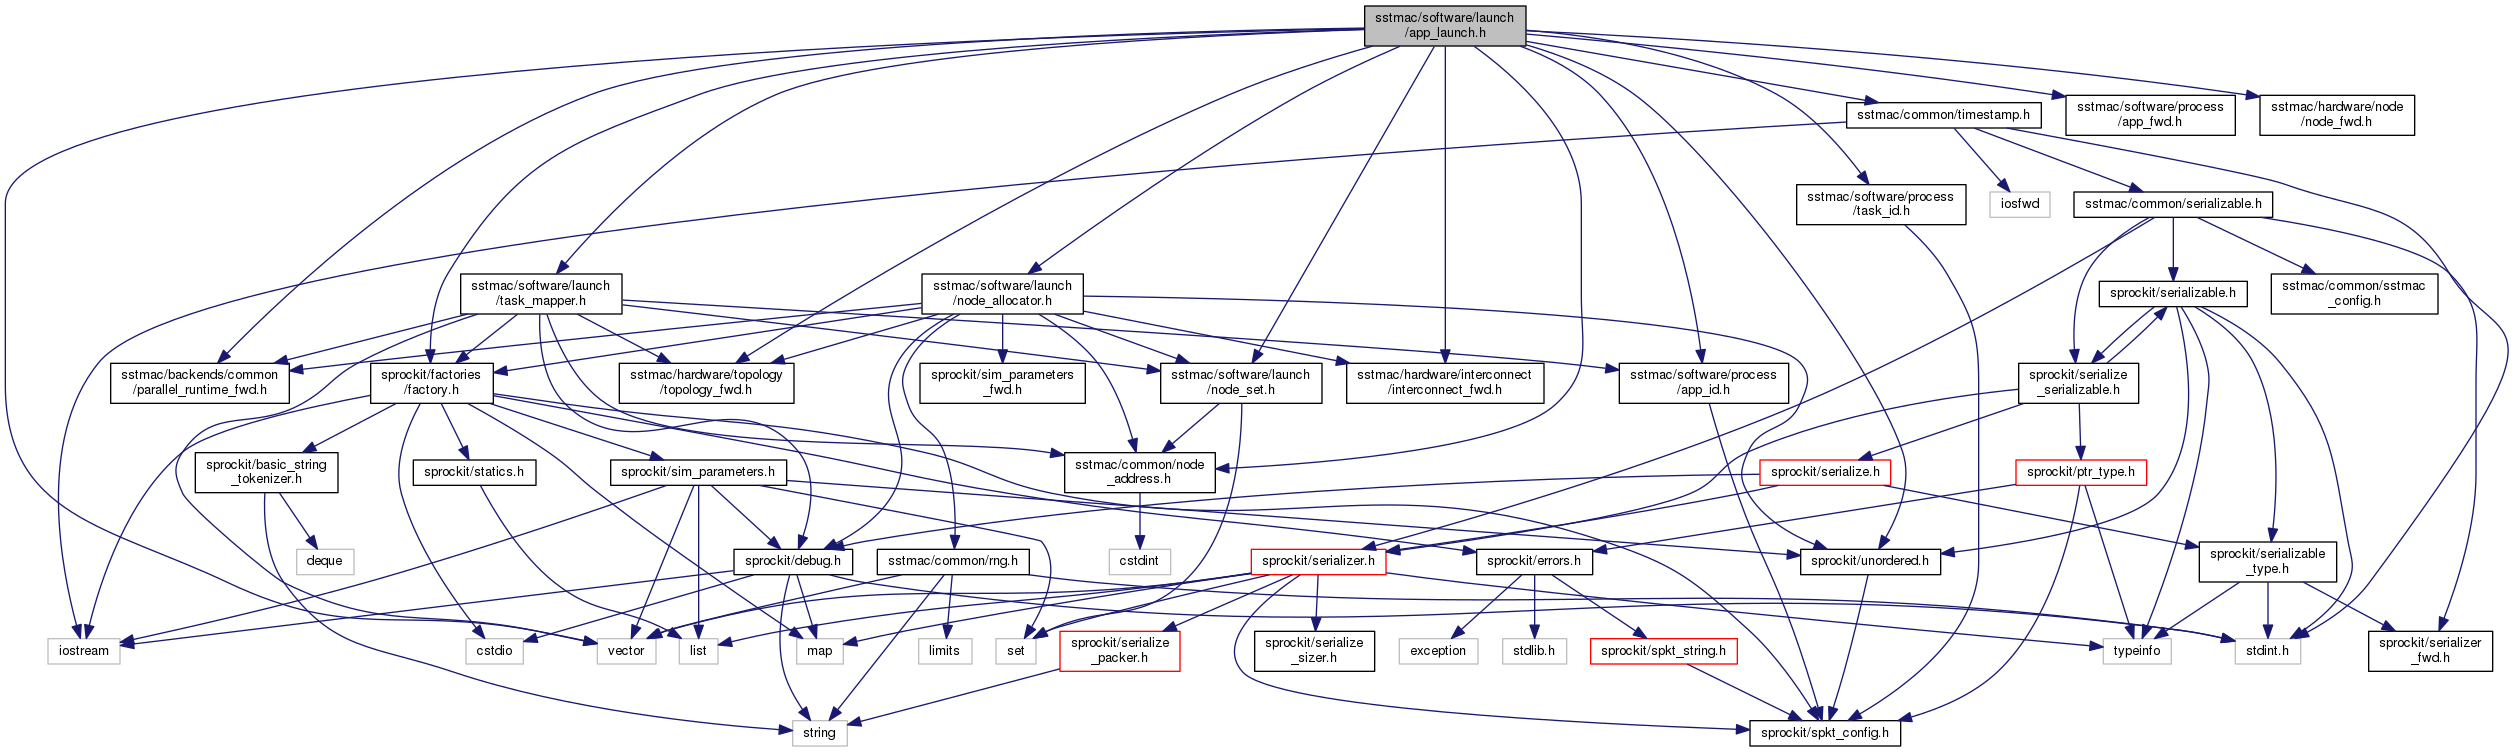 sstmac/software/launch
/app_launch.h
sstmac/software/process
/app_fwd.h
sstmac/hardware/node
/node_fwd.h
sstmac/common/timestamp.h
sstmac/software/process
/task_id.h
iosfwd
sstmac/common/serializable.h
sstmac/software/launch
/task_mapper.h
sstmac/software/launch
/node_allocator.h
sprockit/serializable.h
sstmac/common/sstmac
_config.h
sstmac/backends/common
/parallel_runtime_fwd.h
sprockit/factories
/factory.h
sstmac/hardware/topology
/topology_fwd.h
sprockit/sim_parameters
_fwd.h
sstmac/software/launch
/node_set.h
sstmac/hardware/interconnect
/interconnect_fwd.h
sstmac/software/process
/app_id.h
sprockit/serialize
_serializable.h
sprockit/basic_string
_tokenizer.h
sprockit/statics.h
sprockit/sim_parameters.h
sstmac/common/node
_address.h
sprockit/serialize.h
sprockit/ptr_type.h
deque
sprockit/debug.h
sstmac/common/rng.h
cstdint
sprockit/serializer.h
sprockit/errors.h
sprockit/unordered.h
sprockit/serializable
_type.h
iostream
cstdio
vector
list
map
limits
set
sprockit/serialize
_packer.h
sprockit/serialize
_sizer.h
exception
stdlib.h
sprockit/spkt_string.h
typeinfo
stdint.h
sprockit/serializer
_fwd.h
string
sprockit/spkt_config.h